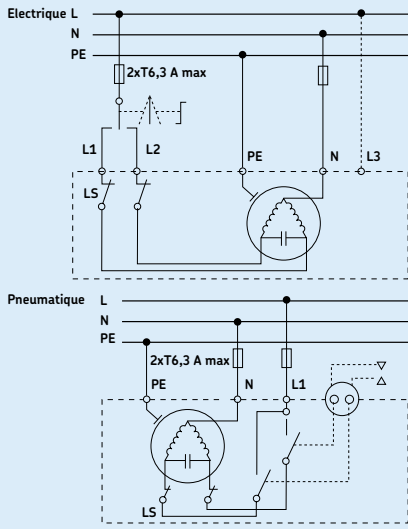 Electrique L
N
PE
2xT6,3 A max
L1 L2 PE N L3
LS
Pneumatique L
N
PE
2xT6,3 A max
PE N L1
LS